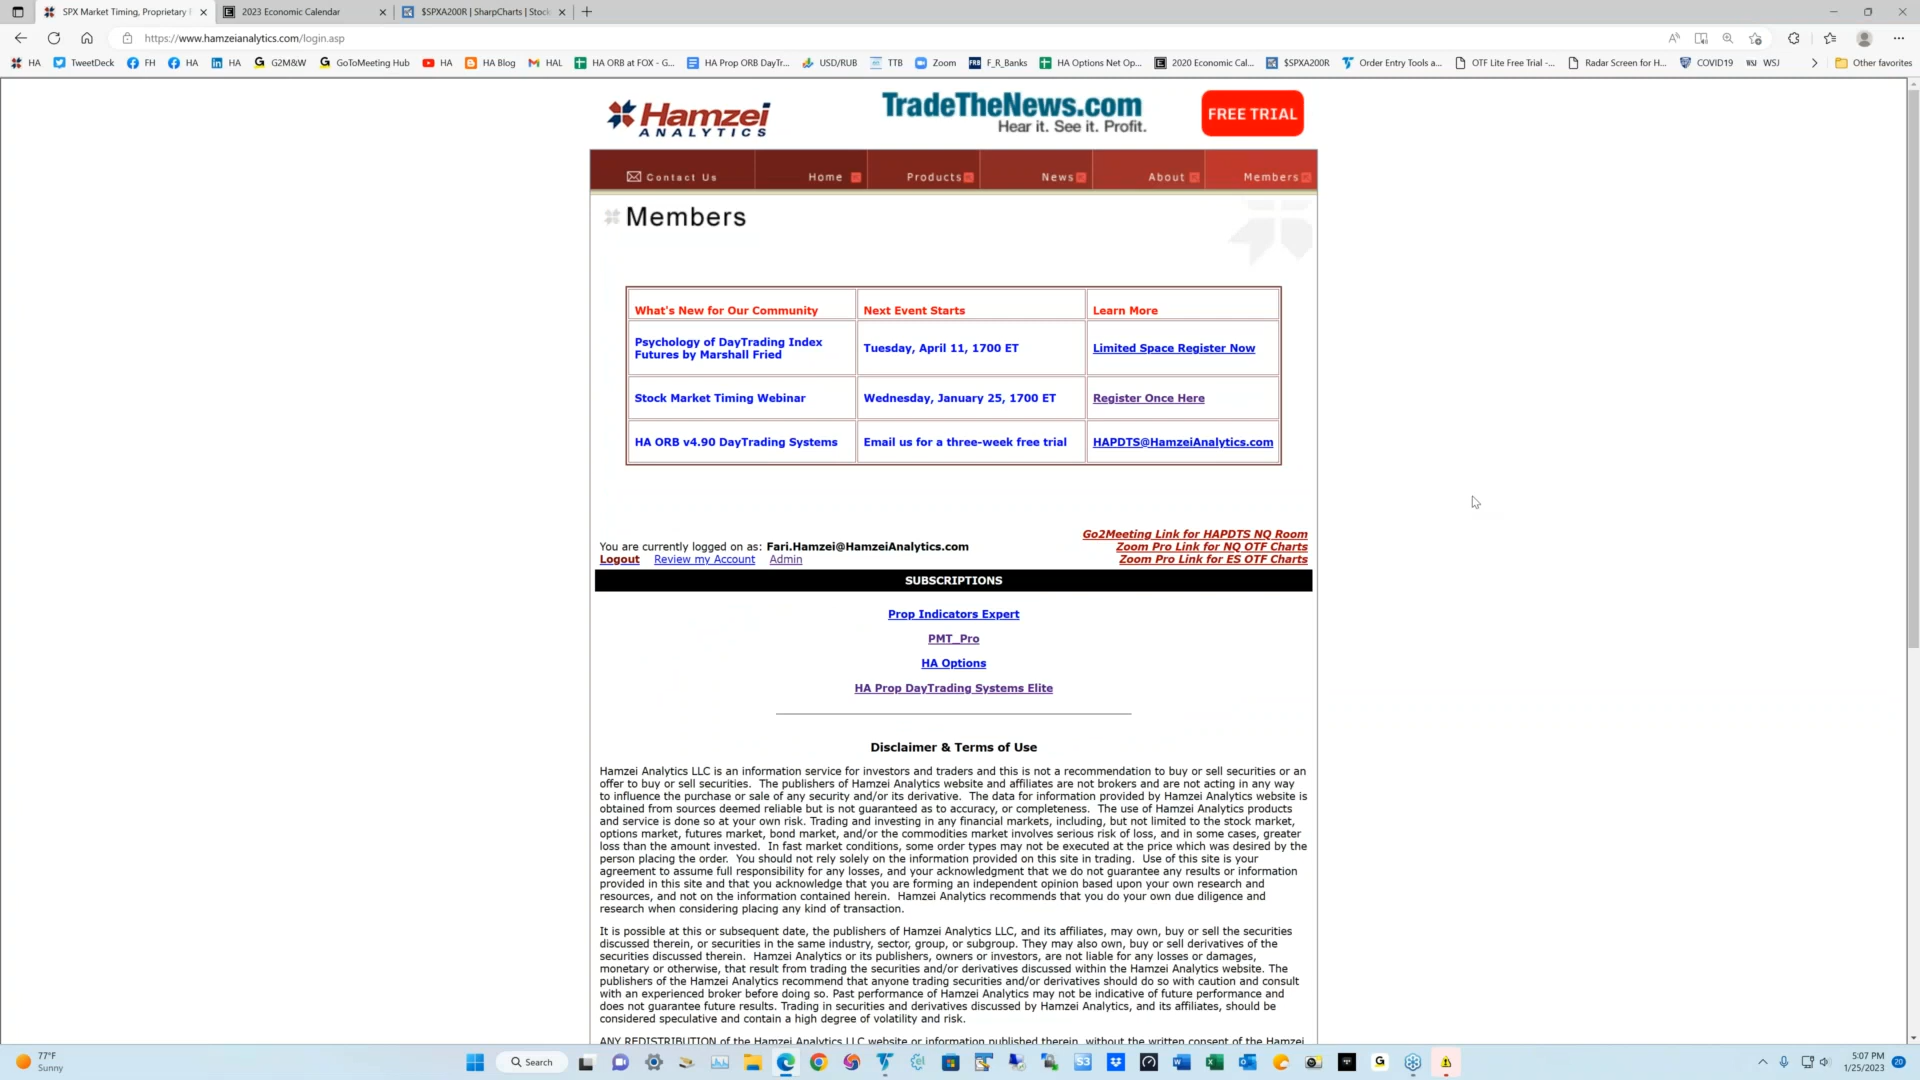 SPX Market Timing, Proprietary
2023 Economic Calendar
$SPXA200R | SharpCharts | Stock
https://www.hamzeianalytics.com/login.asp
HA
TweetDeck
FH
HA
HA
G2M&W
GoToMeeting Hub
HA
HA Blog
HAL
HA ORB at FOX - G...
HA Prop ORB DayTr...
USD/RUB
TTB
Zoom
F_R_Banks
HA Options Net Op...
2020 Economic Cal...
$SPXA200R
Order Entry Tools a...
OTF Lite Free Trial -...
Radar Screen for H...
COVID19
WSJ
Other favorites
Hamzei
ANALYTICS
TradeTheNews.com
Hear it. See it. Profit.
FREE TRIAL
Contact Us
Home
Products
News
About
Members
Members
What's New for Our Community
Next Event Starts
Learn More
Psychology of DayTrading Index
Futures by Marshall Fried
Tuesday, April 11, 1700 ET
Limited Space Register Now
Stock Market Timing Webinar
Wednesday, January 25, 1700 ET
Register Once Here
HA ORB v4.90 DayTrading Systems
Email us for a three-week free trial
HAPDTS@HamzeiAnalytics.com
Go2Meeting Link for HAPDTS NQ Room
You are currently logged on as: Fari.Hamzei@HamzeiAnalytics.com
Zoom Pro Link for NQ OTF Charts
Logout Review my Account Admin
Zoom Pro Link for ES OTF Charts
SUBSCRIPTIONS
Prop Indicators Expert
PMT_Pro
HA Options
HA Prop DayTrading Systems Elite
Disclaimer & Terms of Use
Hamzei Analytics LLC is an information service for investors and traders and this is not a recommendation to buy or sell securities or an
offer to buy or sell securities. The publishers of Hamzei Analytics website and affiliates are not brokers and are not acting in any way
to influence the purchase or sale of any security and/or its derivative. The data for information provided by Hamzei Analytics website is
obtained from sources deemed reliable but is not guaranteed as to accuracy, or completeness. The use of Hamzei Analytics products
and service is done so at your own risk. Trading and investing in any financial markets, including, but not limited to the stock market,
options market, futures market, bond market, and/or the commodities market involves serious risk of loss, and in some cases, greater
loss than the amount invested. In fast market conditions, some order types may not be executed at the price which was desired by the
person placing the order. You should not rely solely on the information provided on this site in trading. Use of this site is your
agreement to assume full responsibility for any losses, and your acknowledgment that we do not guarantee any results or information
provided in this site and that you acknowledge that you are forming an independent opinion based upon your own research and
resources, and not on the information contained herein. Hamzei Analytics recommends that you do your own due diligence and
research when considering placing any kind of transaction.
It is possible at this or subsequent date, the publishers of Hamzei Analytics LLC, and its affiliates, may own, buy or sell the securities
discussed therein, or securities in the same industry, sector, group, or subgroup. They may also own, buy or sell derivatives of the
securities discussed therein. Hamzei Analytics or its publishers, owners or investors, are not liable for any losses or damages,
monetary or otherwise, that result from trading the securities and/or derivatives discussed within the Hamzei Analytics website. The
publishers of the Hamzei Analytics recommend that anyone trading securities and/or derivatives should do so with caution and consult
with an experienced broker before doing so. Past performance of Hamzei Analytics may not be indicative of future performance and
does not guarantee future results. Trading in securities and derivatives discussed by Hamzei Analytics, and its affiliates, should be
considered speculative and contain a high degree of volatility and risk.
ANY REDISTRIBUTION of the Hamzei Analytics LLC website or information published therein, without the written consent of the Hamzei
77°F
Sunny
Search
5:07 PM
1/25/2023
20